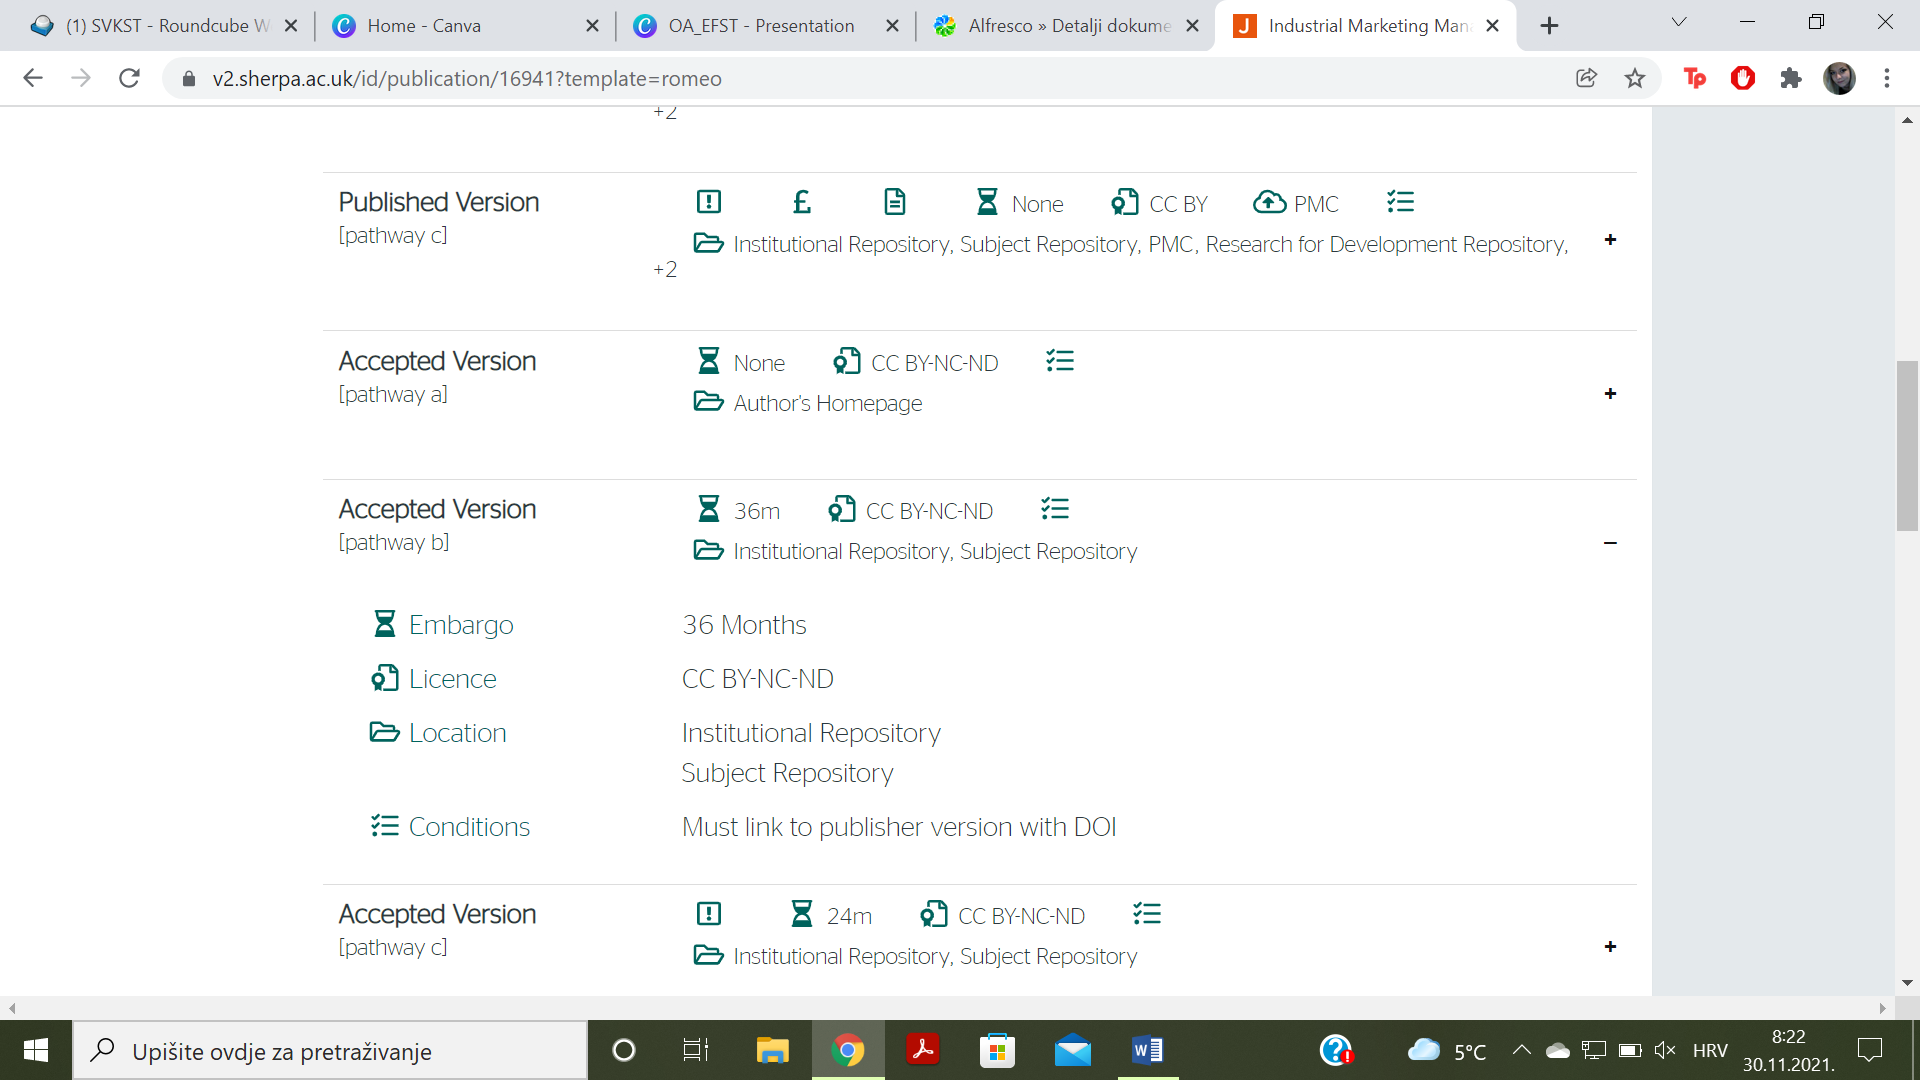 (1) SVKST - Roundcube W
Home - Canva
OA_EFST - Presentation
Alfresco » Detalji dokume
Industrial Marketing Man
v2.sherpa.ac.uk/id/publication/16941?template=romeo
+2
Published Version
None CC BY PMC
[pathway c]
Institutional Repository, Subject Repository, PMC, Research for Development Repository,
+2
Accepted Version
None CC BY-NC-ND
[pathway a]
Author's Homepage
Accepted Version
36m CC BY-NC-ND
[pathway b]
Institutional Repository, Subject Repository
Embargo 36 Months
Licence CC BY-NC-ND
Location Institutional Repository
Subject Repository
Conditions Must link to publisher version with DOI
Accepted Version
24m CC BY-NC-ND
[pathway c]
Institutional Repository, Subject Repository
Upišite ovdje za pretraživanje
5°C
HRV
8:22
30.11.2021.